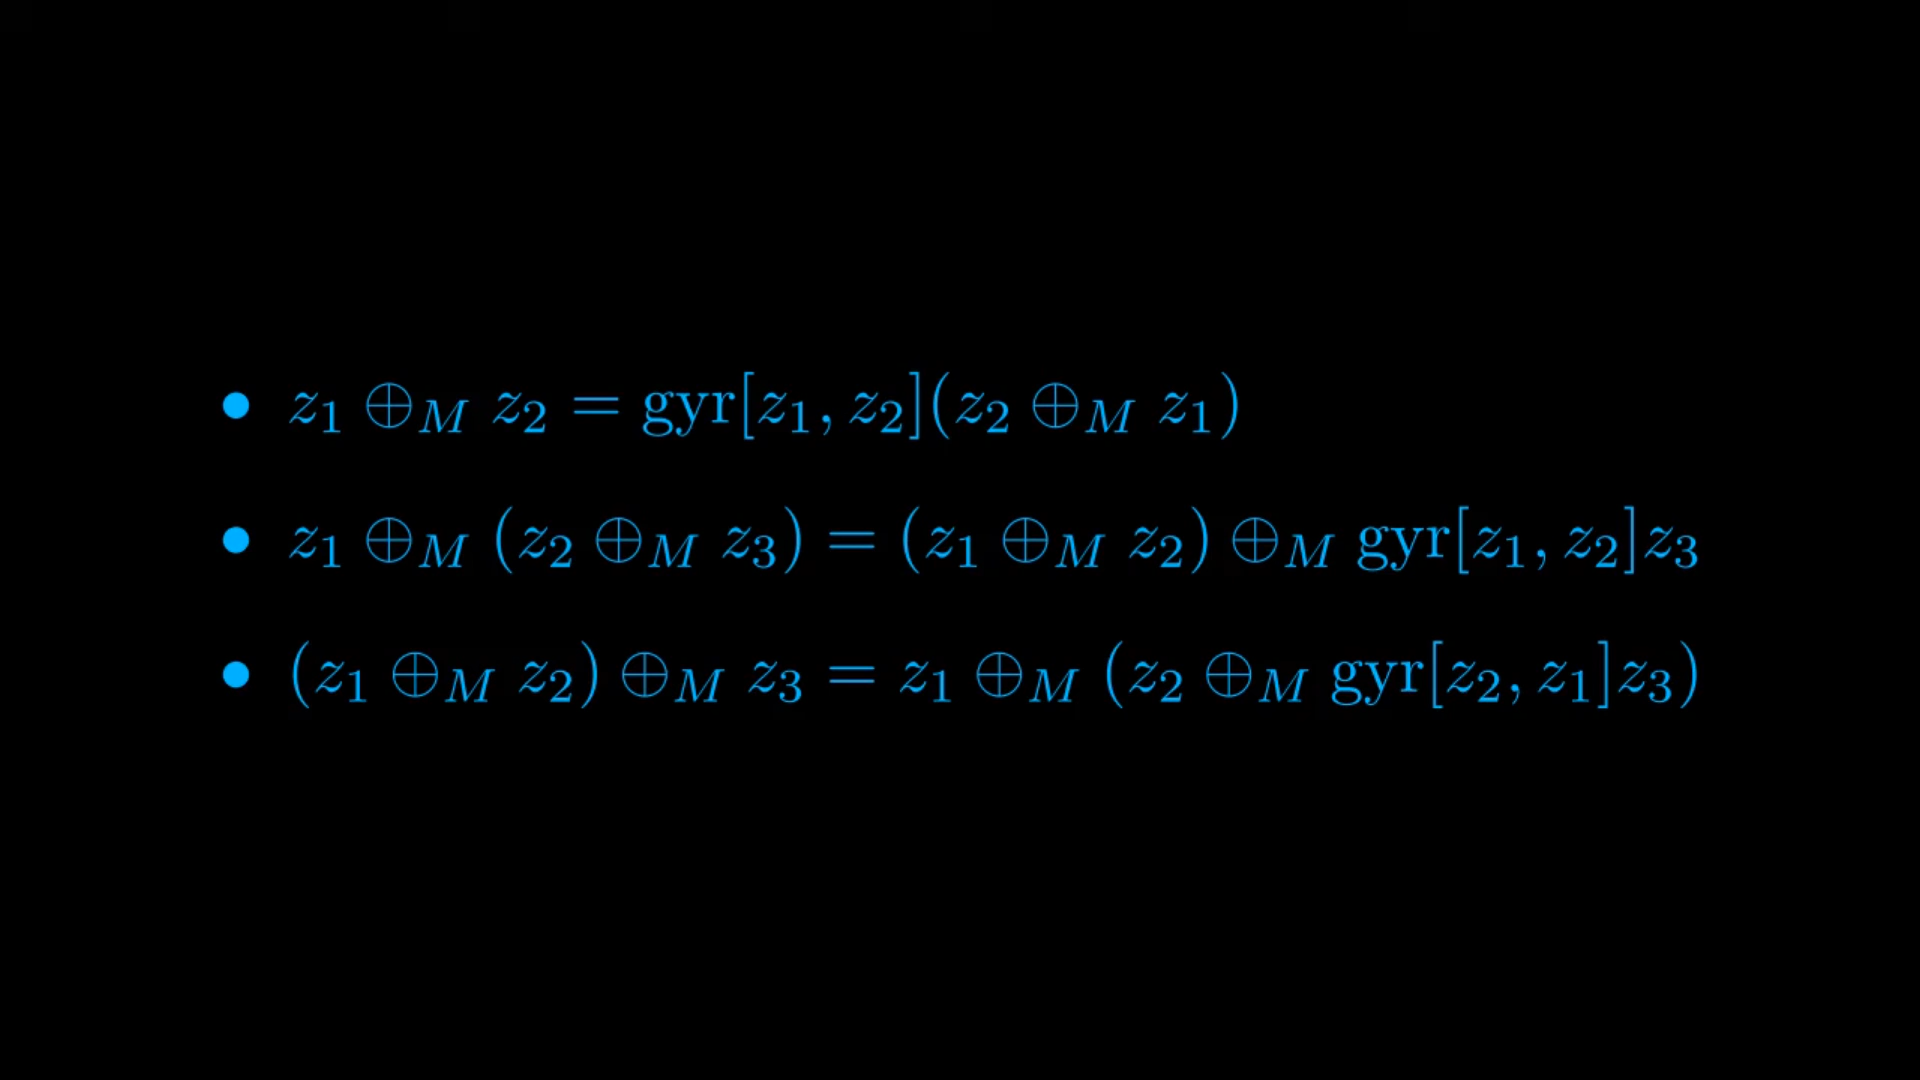 • z₁ ⊕_M z₂ = gyr[z₁, z₂](z₂ ⊕_M z₁)
• z₁ ⊕_M (z₂ ⊕_M z₃) = (z₁ ⊕_M z₂) ⊕_M gyr[z₁, z₂]z₃
• (z₁ ⊕_M z₂) ⊕_M z₃ = z₁ ⊕_M (z₂ ⊕_M gyr[z₂, z₁]z₃)